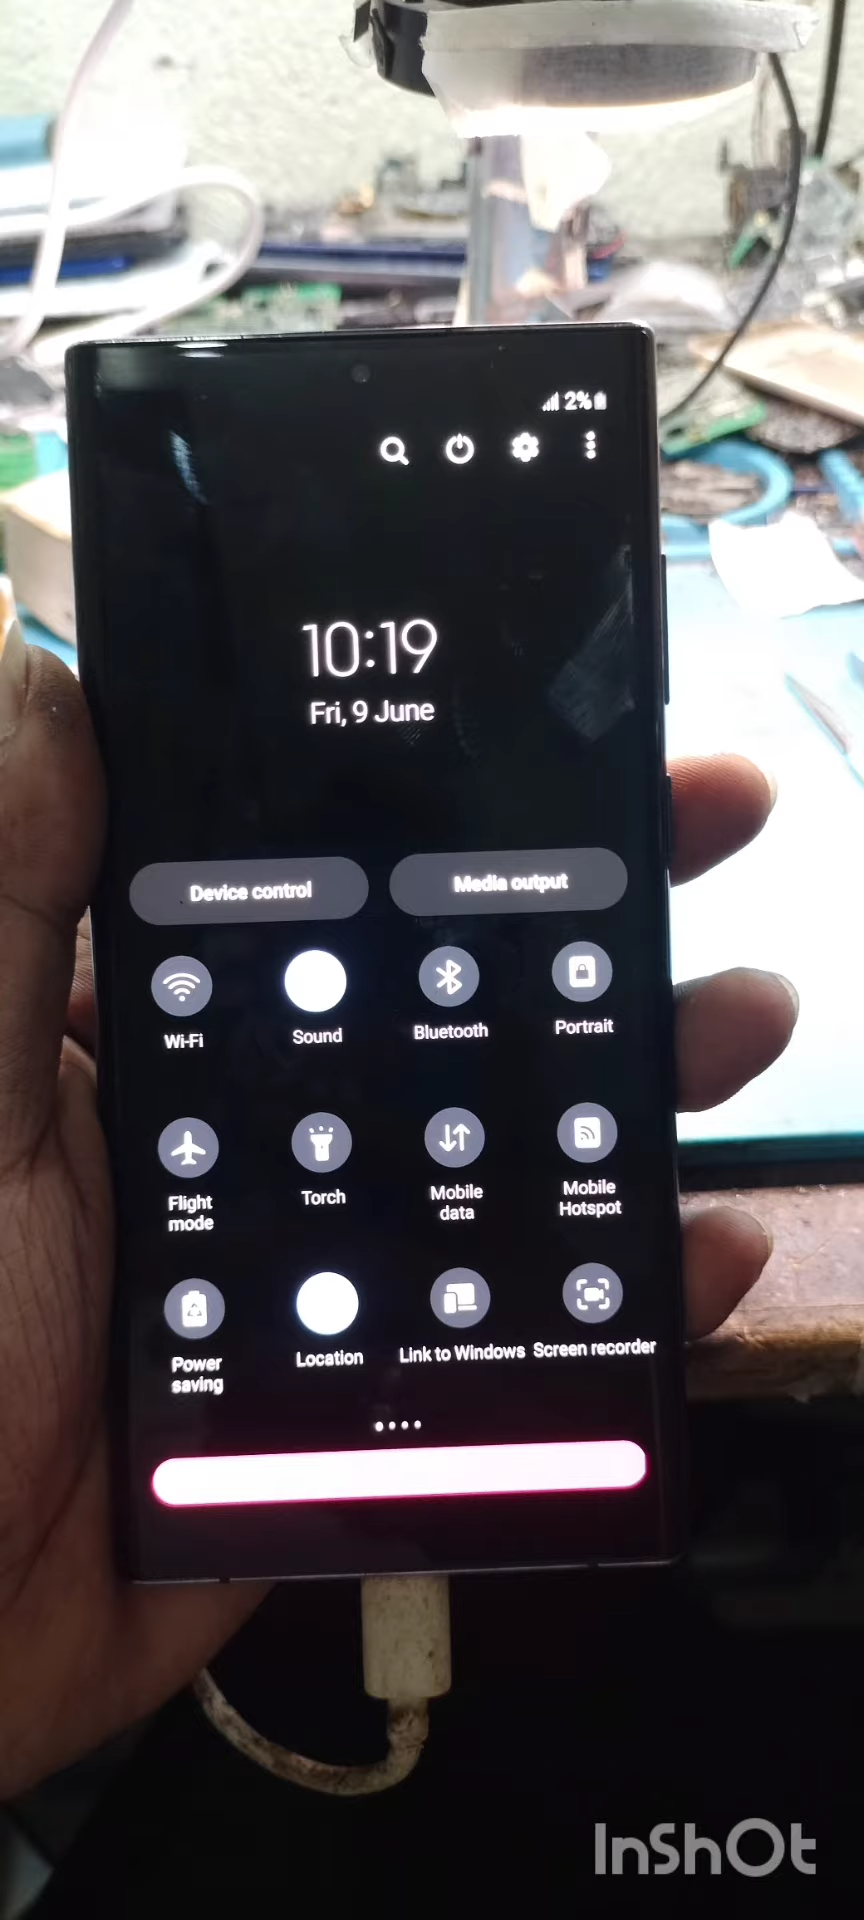 2%
10:19
Fri, 9 June
Device control
Media output
Wi-Fi
Sound
Bluetooth
Portrait
Flight
mode
Torch
Mobile
data
Mobile
Hotspot
Power
saving
Location
Link to Windows
Screen recorder
InShOt